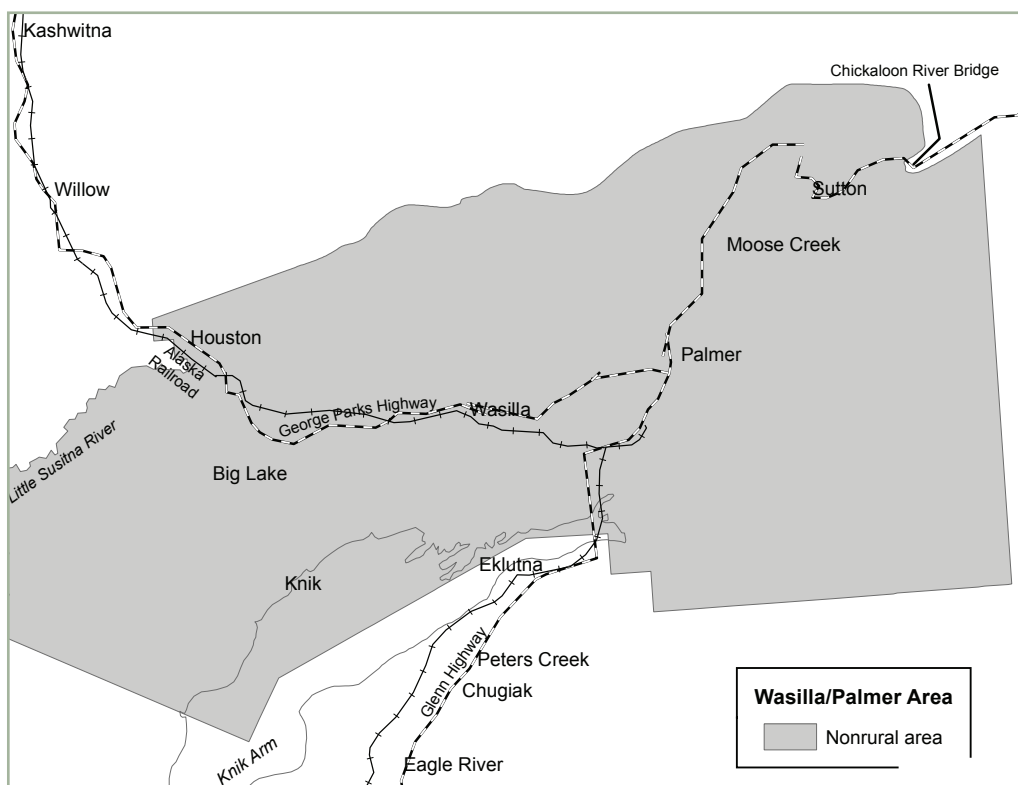 Kashwitna
Chickaloon River Bridge
Willow
Sutton
Moose Creek
Houston
Alaska
Railroad
Palmer
George Parks Highway
Wasilla
Little Susitna River
Big Lake
Eklutna
Knik
Glenn Highway
Peters Creek
Chugiak
Knik Arm
Eagle River
Wasilla/Palmer Area
Nonrural area